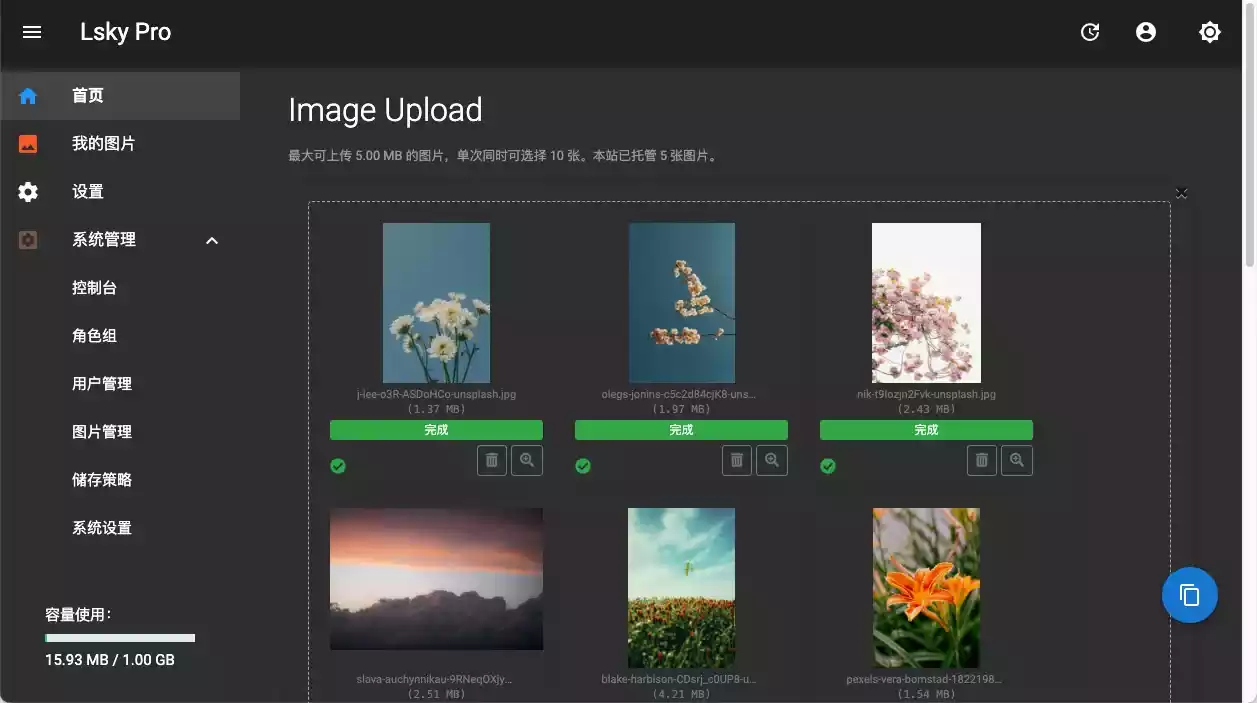 Lsky Pro
首页
我的图片
设置
系统管理
控制台
角色组
用户管理
图片管理
储存策略
系统设置
容量使用：
15.93 MB / 1.00 GB
Image Upload
最大可上传 5.00 MB 的图片，单次同时可选择 10 张。本站已托管 5 张图片。
j-lee-o3R-ASDoHCo-unsplash.jpg
(1.37 MB)
完成
olegs-jonins-c5c2d84cjK8-uns...
(1.97 MB)
完成
nik-t9lozjn2Fvk-unsplash.jpg
(2.43 MB)
完成
slava-auchynnikau-9RNeqOXjy...
(2.51 MB)
blake-harbison-CDsrj_c0UP8-u...
(4.21 MB)
pexels-vera-bornstad-1822198...
(1.54 MB)